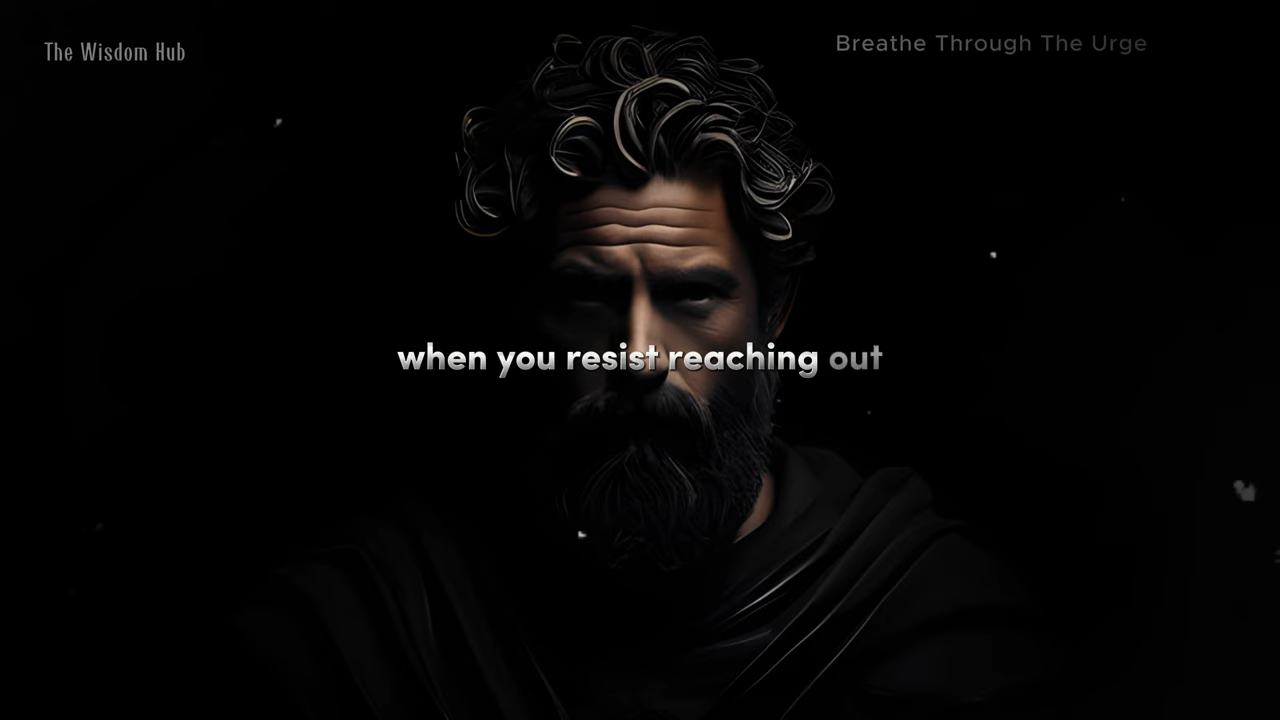 The Wisdom Hub
Breathe Through The Urge
when you resist reaching out